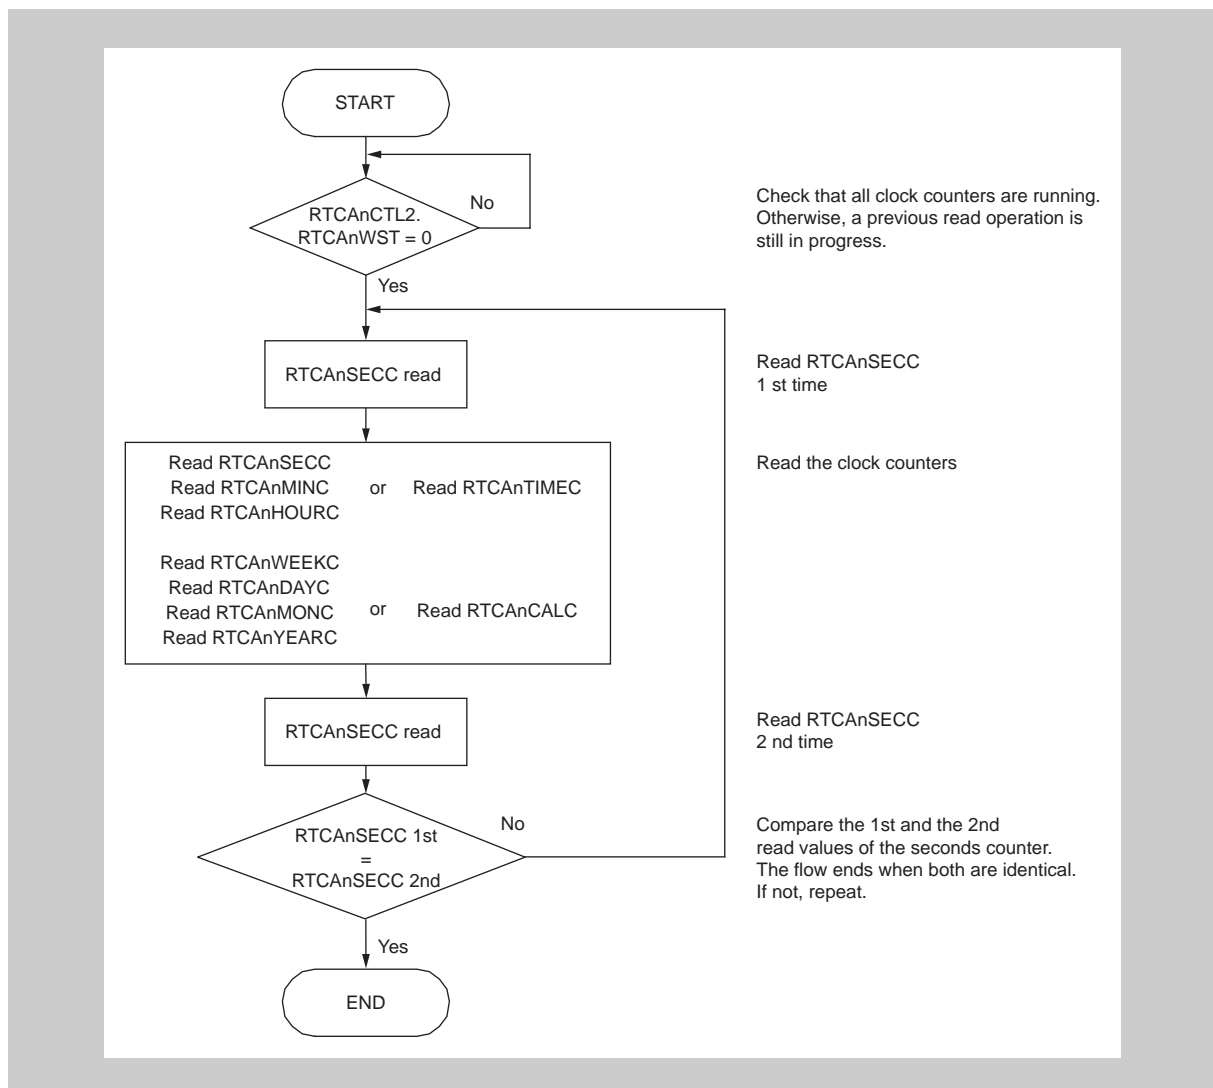 START
No
RTCAnCTL2.
RTCAnWST = 0
Check that all clock counters are running.
Otherwise, a previous read operation is
still in progress.
Yes
RTCAnSECC read
Read RTCAnSECC
1 st time
Read RTCAnSECC
Read RTCAnMINC or Read RTCAnTIMEC
Read RTCAnHOURC
Read the clock counters
Read RTCAnWEEKC
Read RTCAnDAYC
Read RTCAnMONC or Read RTCAnCALC
Read RTCAnYEARC
RTCAnSECC read
Read RTCAnSECC
2 nd time
No
RTCAnSECC 1st
=
RTCAnSECC 2nd
Compare the 1st and the 2nd
read values of the seconds counter.
The flow ends when both are identical.
If not, repeat.
Yes
END